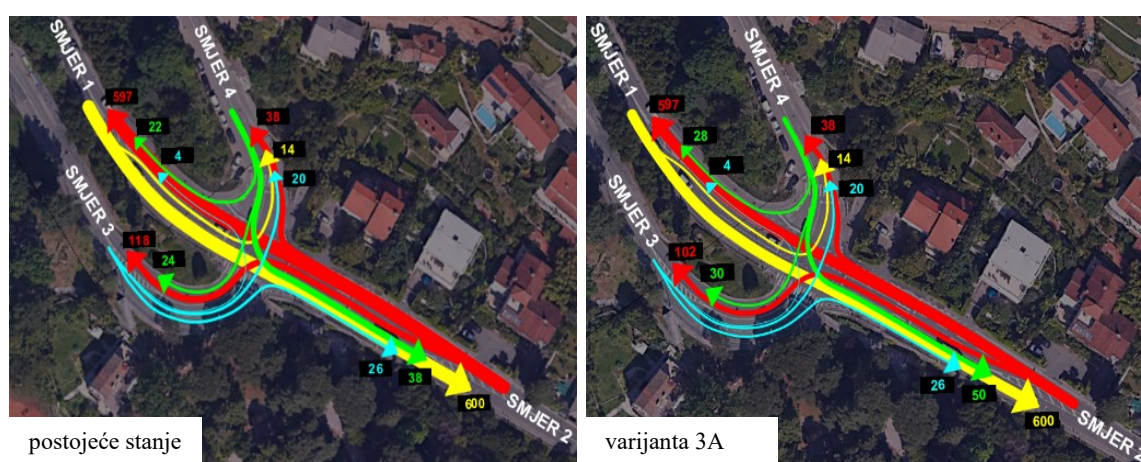 SMJER 1
SMJER 4
597
22
4
38
14
20
SMJER 3
118
24
26
38
600
SMJER 2
postojeće stanje
SMJER 1
SMJER 4
597
28
4
38
14
20
SMJER 3
102
30
26
50
600
SMJER 2
varijanta 3A